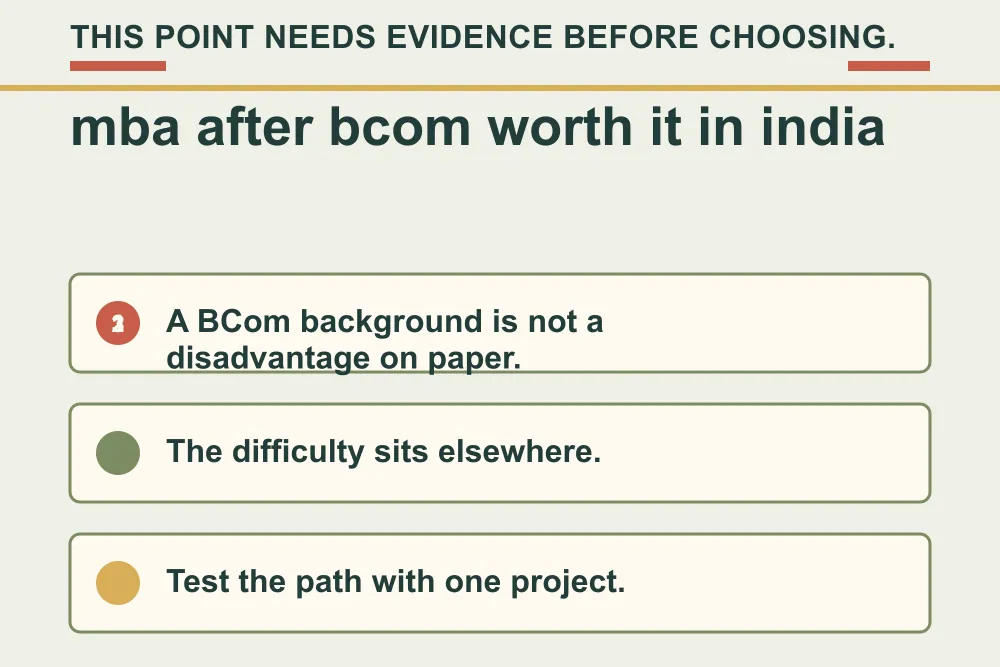 THIS POINT NEEDS EVIDENCE BEFORE CHOOSING.
mba after bcom worth it in india
A BCom background is not a
disadvantage on paper.
The difficulty sits elsewhere.
Test the path with one project.